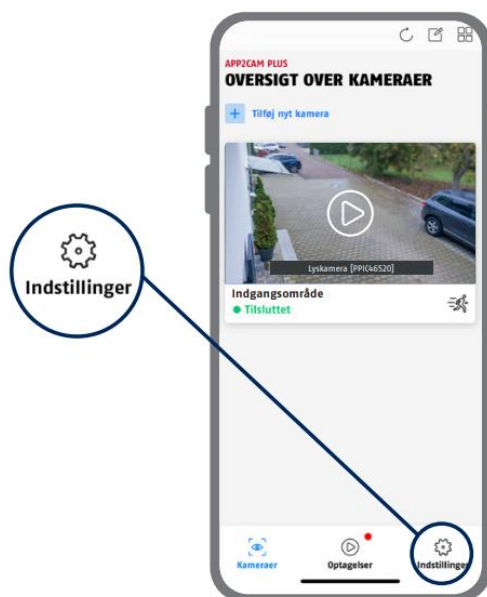 APP2CAM PLUS
OVERSIGT OVER KAMERAER
Tilføj nyt kamera
Lyskamera [PPIC46520]
Indgangsområde
Tilsluttet
Indstillinger
Kameraer
Optagelser
Indstillinger